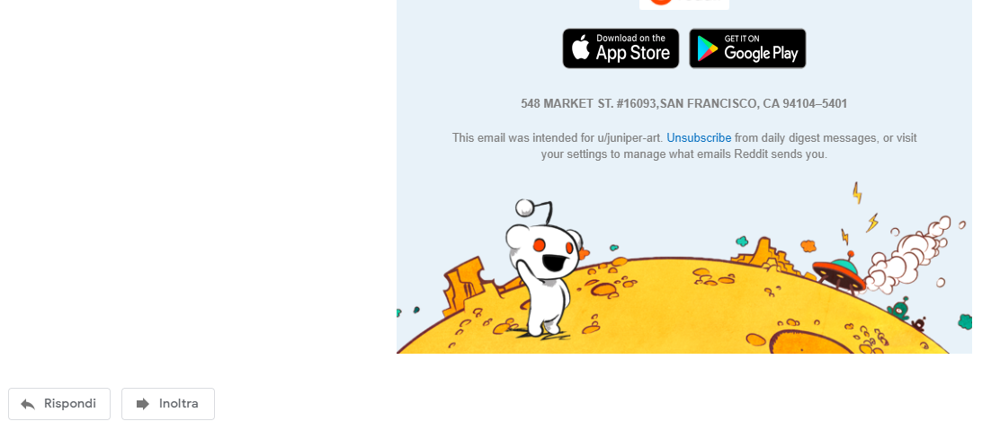 Download on the
App Store
GET IT ON
Google Play
548 MARKET ST. #16093,SAN FRANCISCO, CA 94104–5401
This email was intended for u/juniper-art. Unsubscribe from daily digest messages, or visit
your settings to manage what emails Reddit sends you.
Rispondi
Inoltra